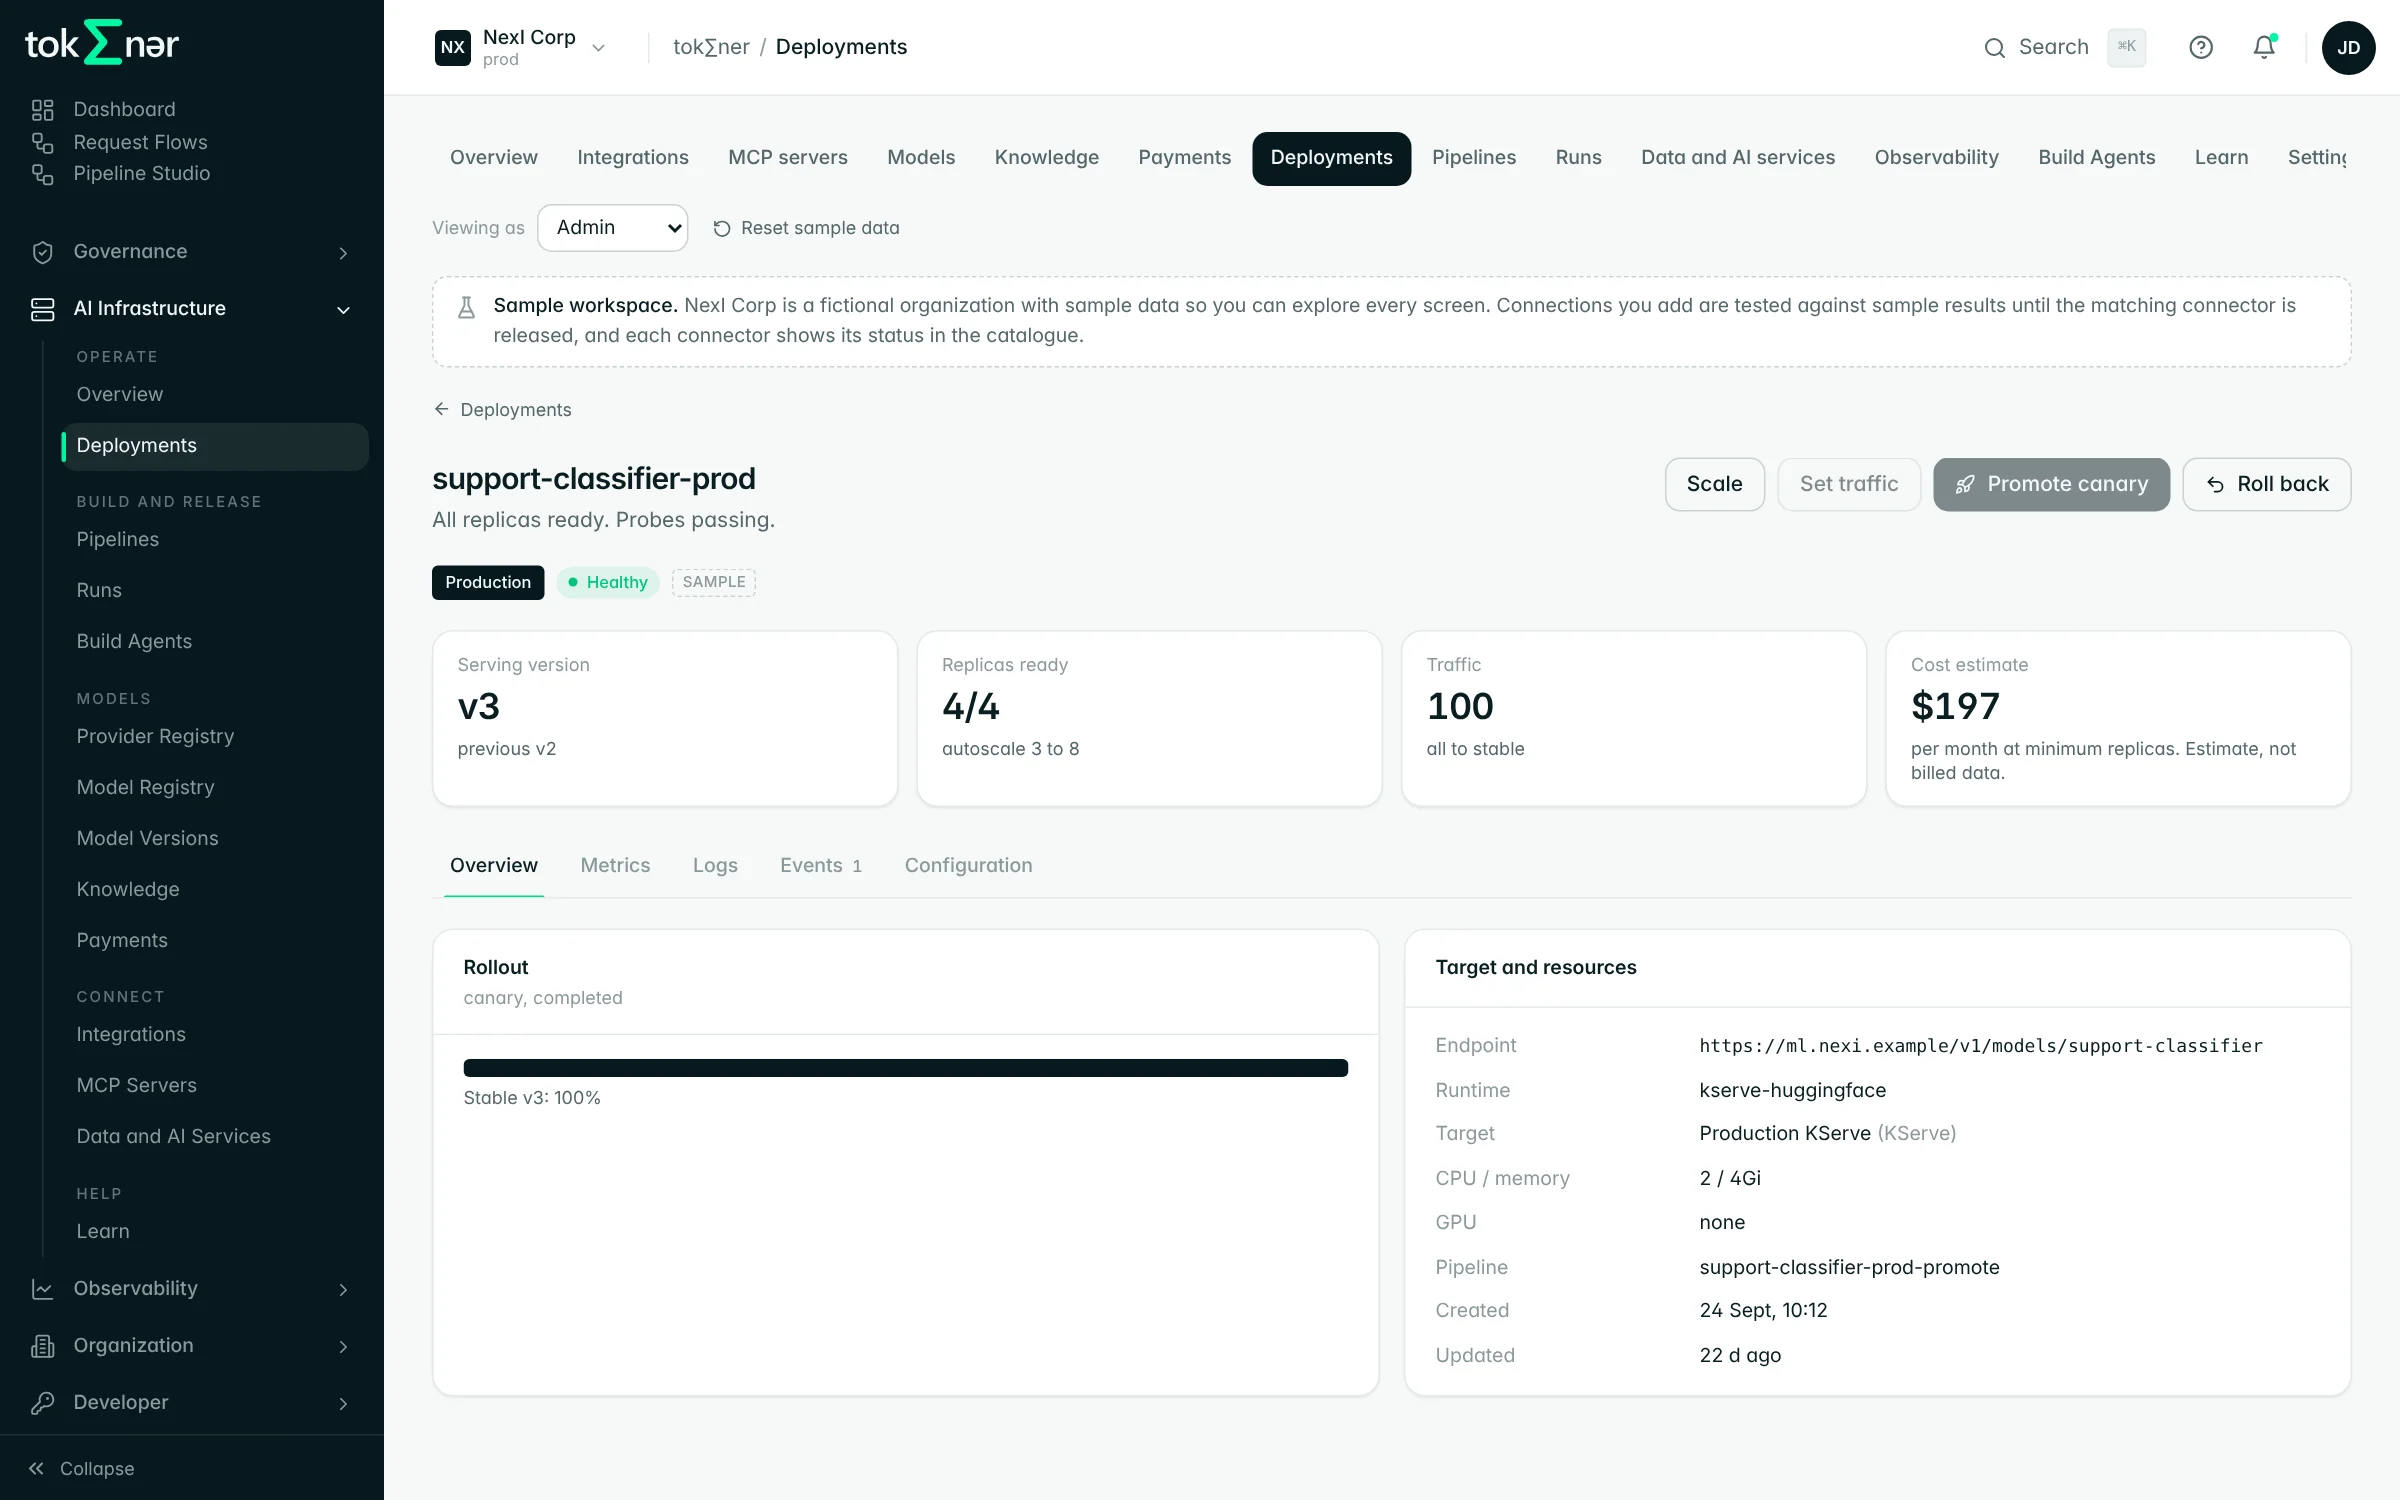 tok∑nər
Dashboard
Request Flows
Pipeline Studio
Governance
AI Infrastructure
OPERATE
Overview
Deployments
BUILD AND RELEASE
Pipelines
Runs
Build Agents
MODELS
Provider Registry
Model Registry
Model Versions
Knowledge
Payments
CONNECT
Integrations
MCP Servers
Data and AI Services
HELP
Learn
Observability
Organization
Developer
Collapse
NX
Nexl Corp
prod
tok∑ner / Deployments
Search
⌘K
JD
Overview Integrations MCP servers Models Knowledge Payments Deployments Pipelines Runs Data and AI services Observability Build Agents Learn Setting
Viewing as Admin Reset sample data
Sample workspace. Nexl Corp is a fictional organization with sample data so you can explore every screen. Connections you add are tested against sample results until the matching connector is
released, and each connector shows its status in the catalogue.
Deployments
support-classifier-prod
All replicas ready. Probes passing.
Scale Set traffic Promote canary Roll back
Production Healthy SAMPLE
Serving version
v3
previous v2
Replicas ready
4/4
autoscale 3 to 8
Traffic
100
all to stable
Cost estimate
$197
per month at minimum replicas. Estimate, not
billed data.
Overview Metrics Logs Events 1 Configuration
Rollout
canary, completed
Stable v3: 100%
Target and resources
Endpoint https://ml.nexi.example/v1/models/support-classifier
Runtime kserve-huggingface
Target Production KServe (KServe)
CPU / memory 2 / 4Gi
GPU none
Pipeline support-classifier-prod-promote
Created 24 Sept, 10:12
Updated 22 d ago